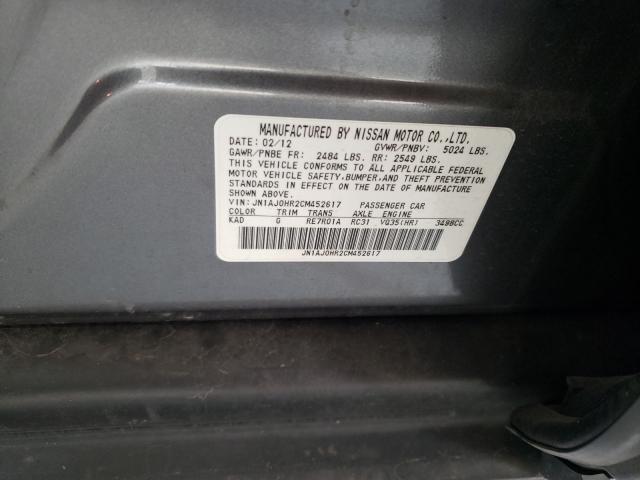 MANUFACTURED BY NISSAN MOTOR CO.,LTD.
DATE: 02/12 GVWR/PNBV: 5024 LBS.
GAWR/PNBE FR: 2484 LBS. RR: 2549 LBS.
THIS VEHICLE CONFORMS TO ALL APPLICABLE FEDERAL
MOTOR VEHICLE SAFETY,BUMPER,AND THEFT PREVENTION
STANDARDS IN EFFECT ON THE DATE OF MANUFACTURE
SHOWN ABOVE.
VIN: JN1AJ0HR2CM452617 PASSENGER CAR
COLOR TRIM TRANS AXLE ENGINE
KAD G RE7R01A RC31 VQ35(HR) 3498CC
JN1AJ0HR2CM452617